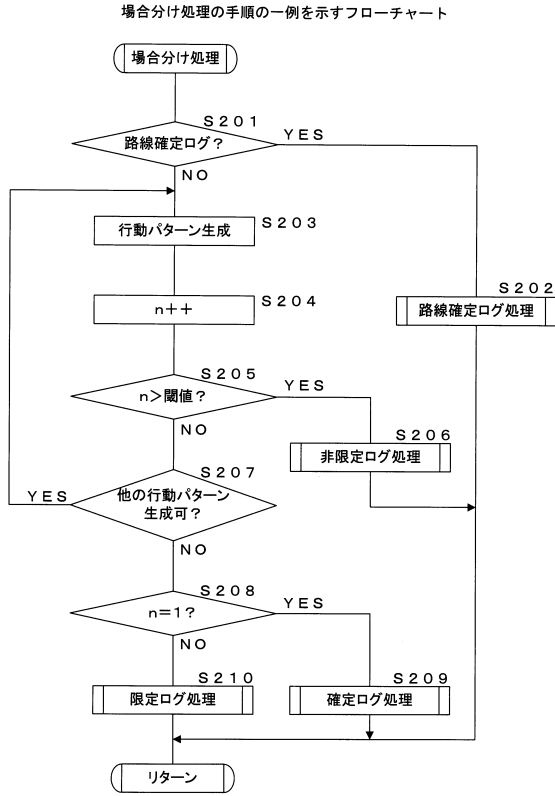 場合分け処理の手順の一例を示すフローチャート
場合分け処理
S201
路線確定ログ？
YES
NO
行動パターン生成
S203
n++
S204
S202
路線確定ログ処理
S205
n＞閾値？
YES
NO
S206
非限定ログ処理
S207
他の行動パターン
生成可？
YES
NO
S208
n＝1？
YES
NO
S210
限定ログ処理
S209
確定ログ処理
リターン